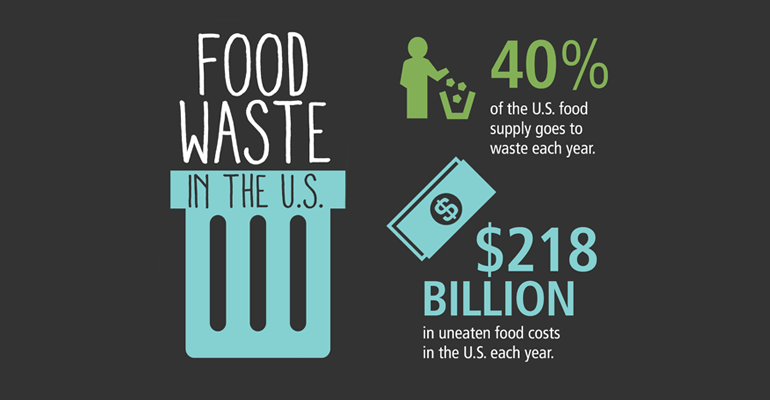 FOOD
WASTE
IN THE U.S.
40%
of the U.S. food
supply goes to
waste each year.
$
$218
BILLION
in uneaten food costs
in the U.S. each year.